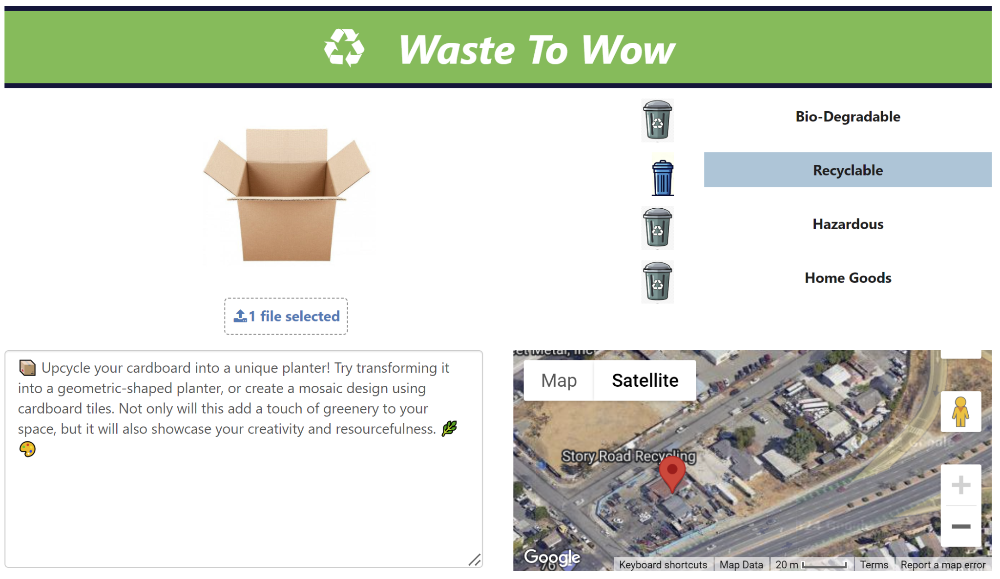 Waste To Wow
Bio-Degradable
Recyclable
Hazardous
Home Goods
1 file selected
📦 Upcycle your cardboard into a unique planter! Try transforming it
into a geometric-shaped planter, or create a mosaic design using
cardboard tiles. Not only will this add a touch of greenery to your
space, but it will also showcase your creativity and resourcefulness. 🌿
🎨
Metal, Inc
Map
Satellite
Story Road Recycling
Google
Google
Keyboard shortcuts
Map Data
20 m
Terms
Report a map error